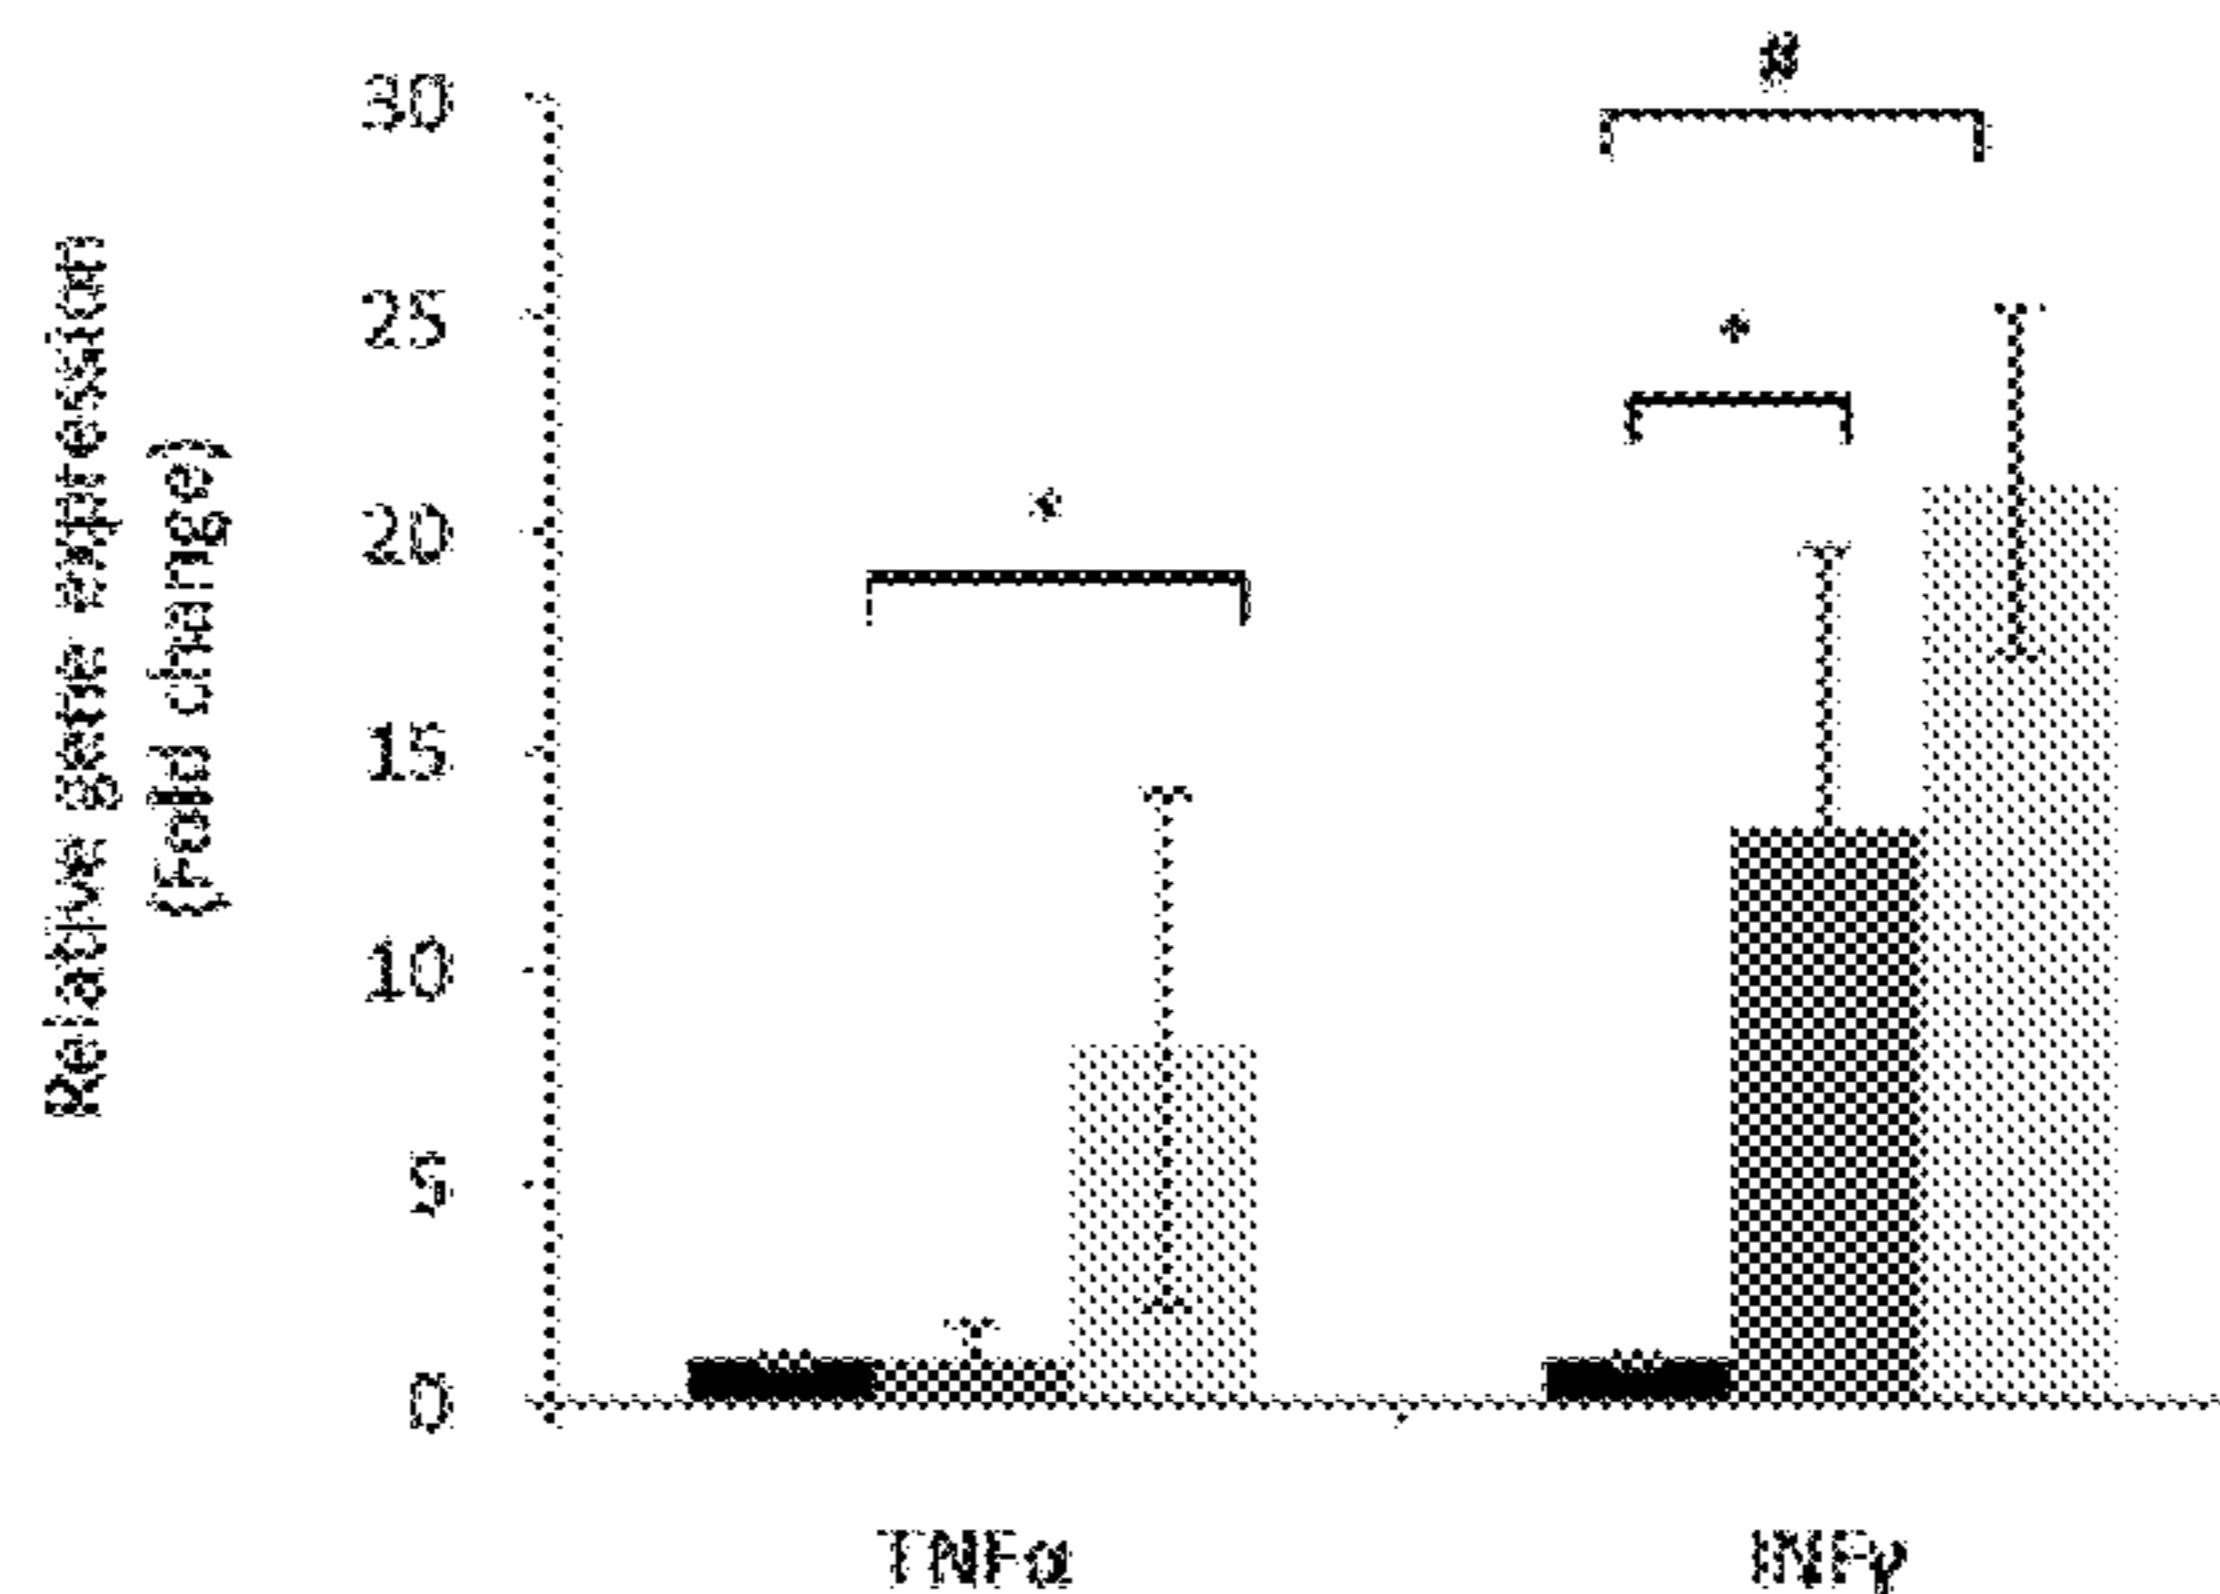 Relative gene expression
(Fold change)
30
25
20
15
10
5
0
*
*
#
TNFα
INFγ